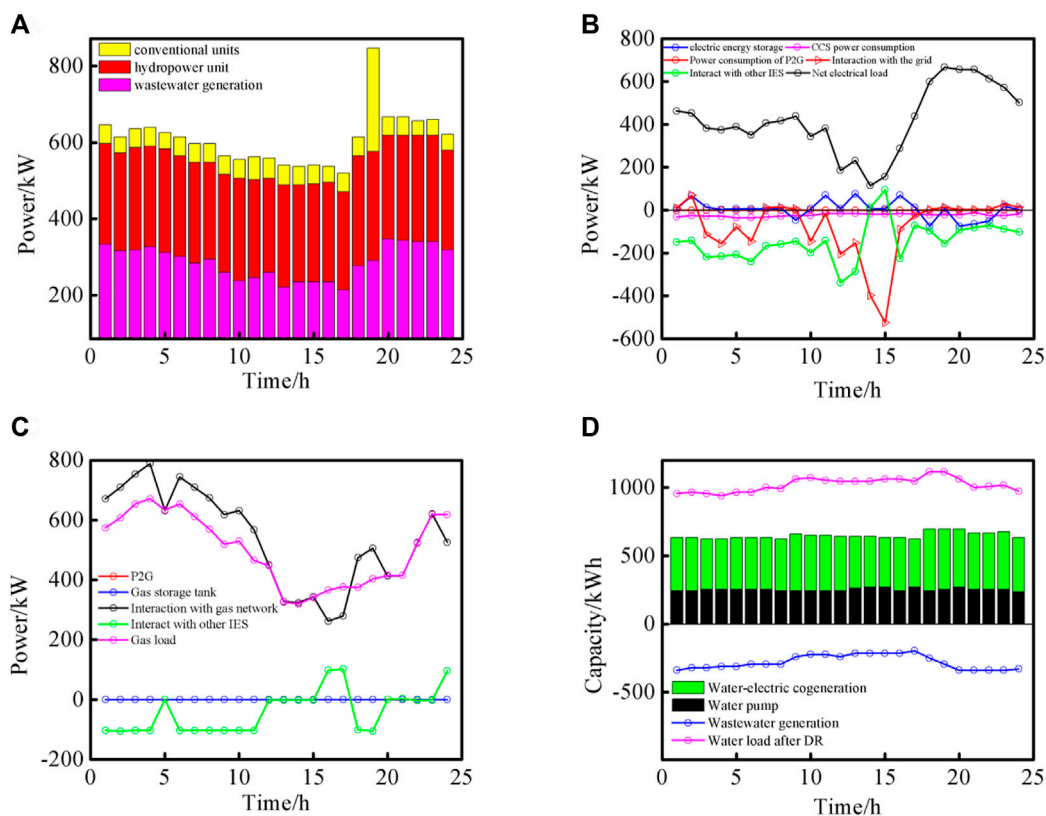 A
conventional units
hydropower unit
wastewater generation
Power/kW
800
600
400
200
0 5 10 15 20 25
Time/h
B
electric energy storage CCS power consumption
Power consumption of P2G Interaction with the grid
Interact with other IES Net electrical load
Power/kW
800
600
400
200
0
-200
-400
-600
0 5 10 15 20 25
Time/h
C
P2G
Gas storage tank
Interaction with gas network
Interact with other IES
Gas load
Power/kW
800
600
400
200
0
-200
0 5 10 15 20 25
Time/h
D
Water-electric cogeneration
Water pump
Wastewater generation
Water load after DR
Capacity/kWh
1000
500
0
-500
0 5 10 15 20 25
Time/h